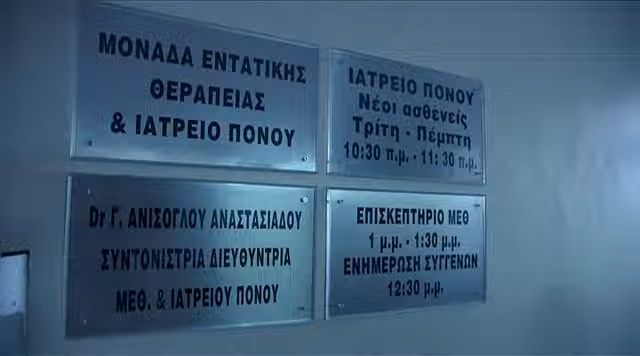 ΜΟΝΑΔΑ ΕΝΤΑΤΙΚΗΣ
ΘΕΡΑΠΕΙΑΣ
& ΙΑΤΡΕΙΟ ΠΟΝΟΥ
ΙΑΤΡΕΙΟ ΠΟΝΟΥ
Νέοι ασθενείς
Τρίτη - Πέμπτη
10:30 π.μ. - 11:30 π.μ.
Dr Γ. ΑΝΙΣΟΓΛΟΥ ΑΝΑΣΤΑΣΙΑΔΟΥ
ΣΥΝΤΟΝΙΣΤΡΙΑ ΔΙΕΥΘΥΝΤΡΙΑ
ΜΕΘ. & ΙΑΤΡΕΙΟΥ ΠΟΝΟΥ
ΕΠΙΣΚΕΠΤΗΡΙΟ ΜΕΘ
1 μ.μ. - 1:30 μ.μ.
ΕΝΗΜΕΡΩΣΗ ΣΥΓΓΕΝΩΝ
12:30 μ.μ.